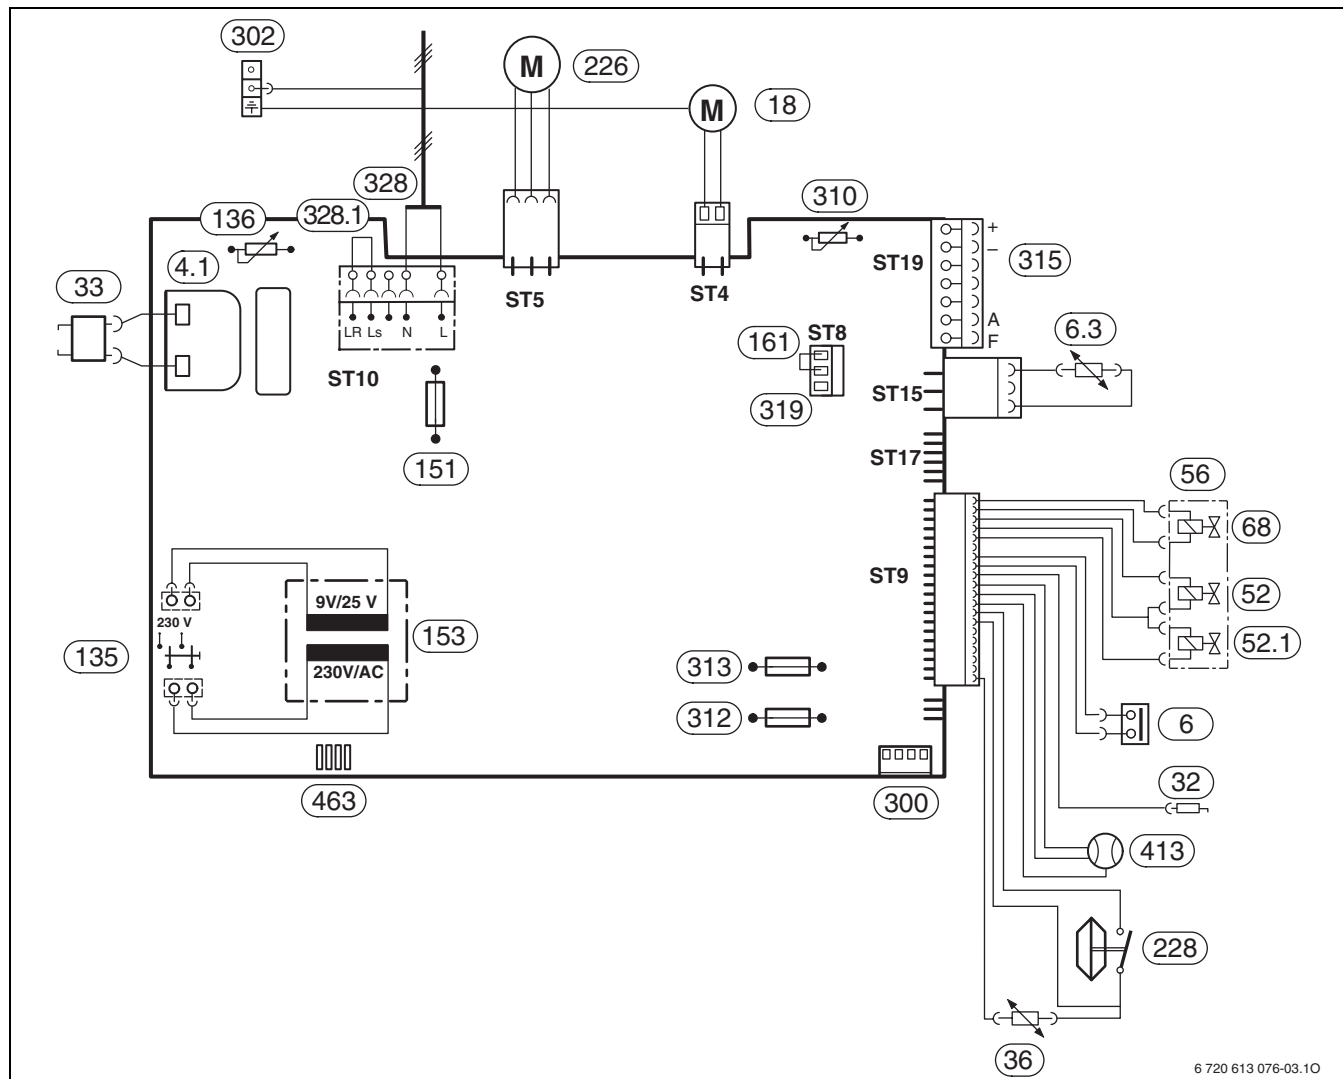 302
M
226
M
18
328
136
328.1
310
4.1
33
ST5
ST4
ST19
+
–
315
LR Ls N L
A
F
ST10
161
ST8
6.3
319
ST15
151
ST17
56
68
ST9
9V/25 V
52
230 V
153
135
230V/AC
52.1
313
312
6
463
300
32
413
228
36
6 720 613 076-03.1O